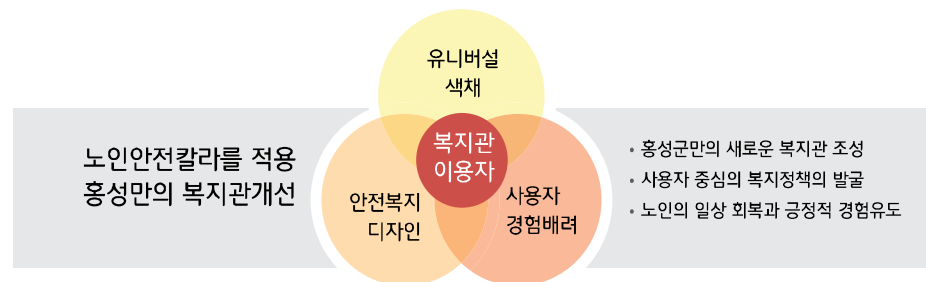 유니버설
색채
노인안전칼라를 적용
홍성만의 복지관개선
복지관
이용자
안전복지
디자인
사용자
경험배려
• 홍성군만의 새로운 복지관 조성
• 사용자 중심의 복지정책의 발굴
• 노인의 일상 회복과 긍정적 경험유도